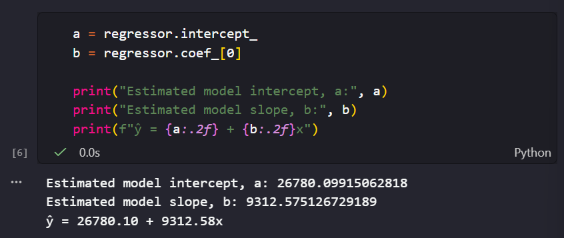 a = regressor.intercept_
b = regressor.coef_[0]
print("Estimated model intercept, a:", a)
print("Estimated model slope, b:", b)
print(f"ŷ = {a:.2f} + {b:.2f}x")
[6]
✓ 0.0s
Python
...
Estimated model intercept, a: 26780.09915062818
Estimated model slope, b: 9312.575126729189
ŷ = 26780.10 + 9312.58x